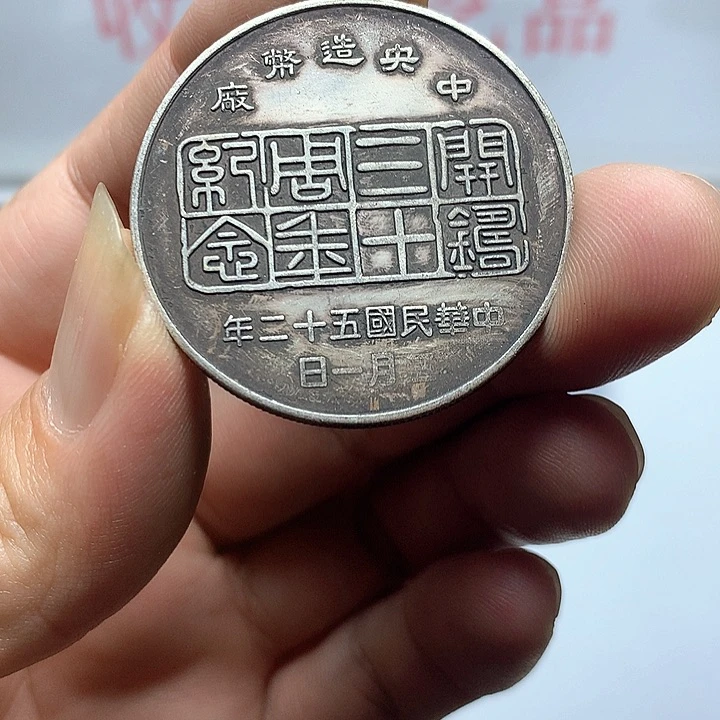 中央造幣廠
開鑄
三十
周年
紀念
中華民國五十二年
月一日